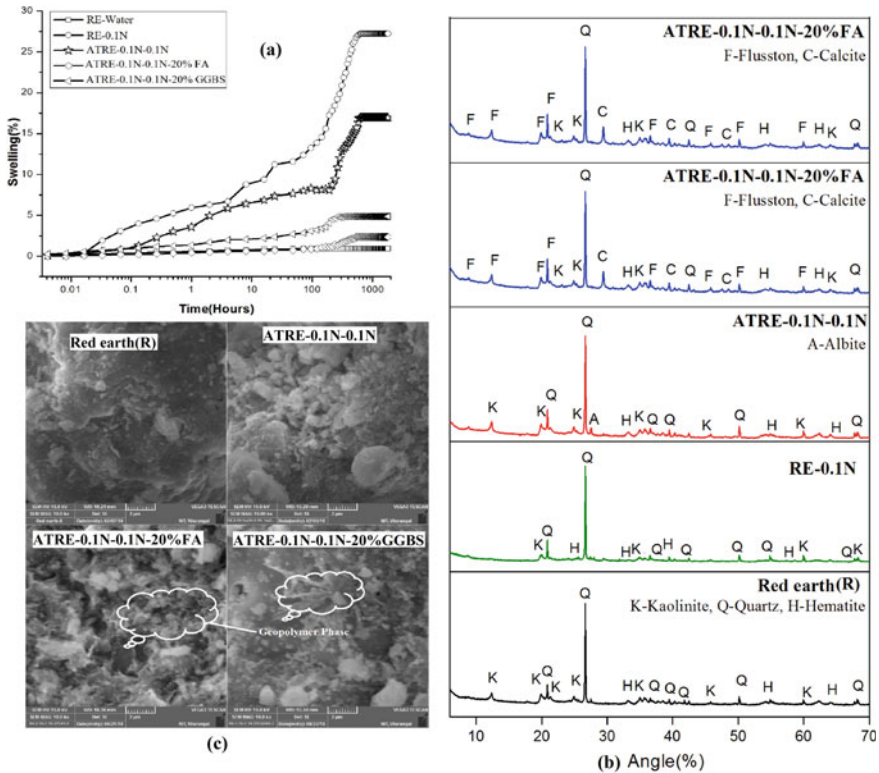 RE-Water
RE-0.1N
ATRE-0.1N-0.1N
ATRE-0.1N-0.1N-20% FA
ATRE-0.1N-0.1N-20% GGBS
(a)
Swelling(%)
30
25
20
15
10
5
0
0.01 0.1 1 10 100 1000
Time(Hours)
Red earth(R)
ATRE-0.1N-0.1N
ATRE-0.1N-0.1N-20%FA
ATRE-0.1N-0.1N-20%GGBS
Geopolymer Phase
(c)
Q
ATRE-0.1N-0.1N-20%FA
F-Flusston, C-Calcite
F F F F K K C H K F C Q F C F H F H K Q
Q
ATRE-0.1N-0.1N-20%FA
F-Flusston, C-Calcite
F F F F K K C H K F C Q F C F H F H K Q
Q
ATRE-0.1N-0.1N
A-Albite
K K Q K A H K Q Q K Q H K H Q
Q
RE-0.1N
K Q H H K Q H Q Q Q H K Q K
Q
Red earth(R)
K-Kaolinite, Q-Quartz, H-Hematite
K K Q K K H K Q Q Q K Q H K H Q
10 20 30 40 50 60 70
(b) Angle(%)